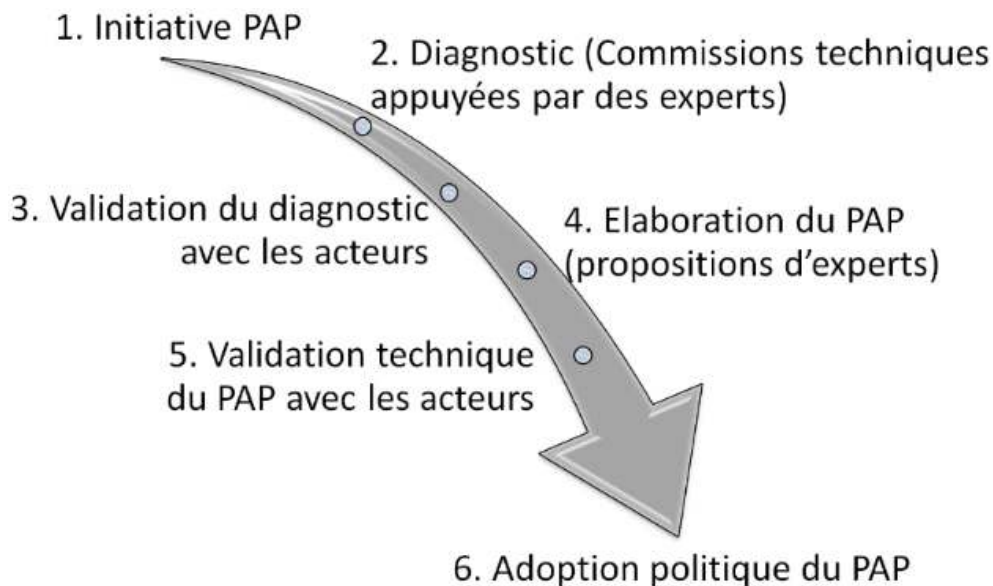 1. Initiative PAP
2. Diagnostic (Commissions techniques
appuyées par des experts)
3. Validation du diagnostic
avec les acteurs
4. Elaboration du PAP
(propositions d’experts)
5. Validation technique
du PAP avec les acteurs
6. Adoption politique du PAP